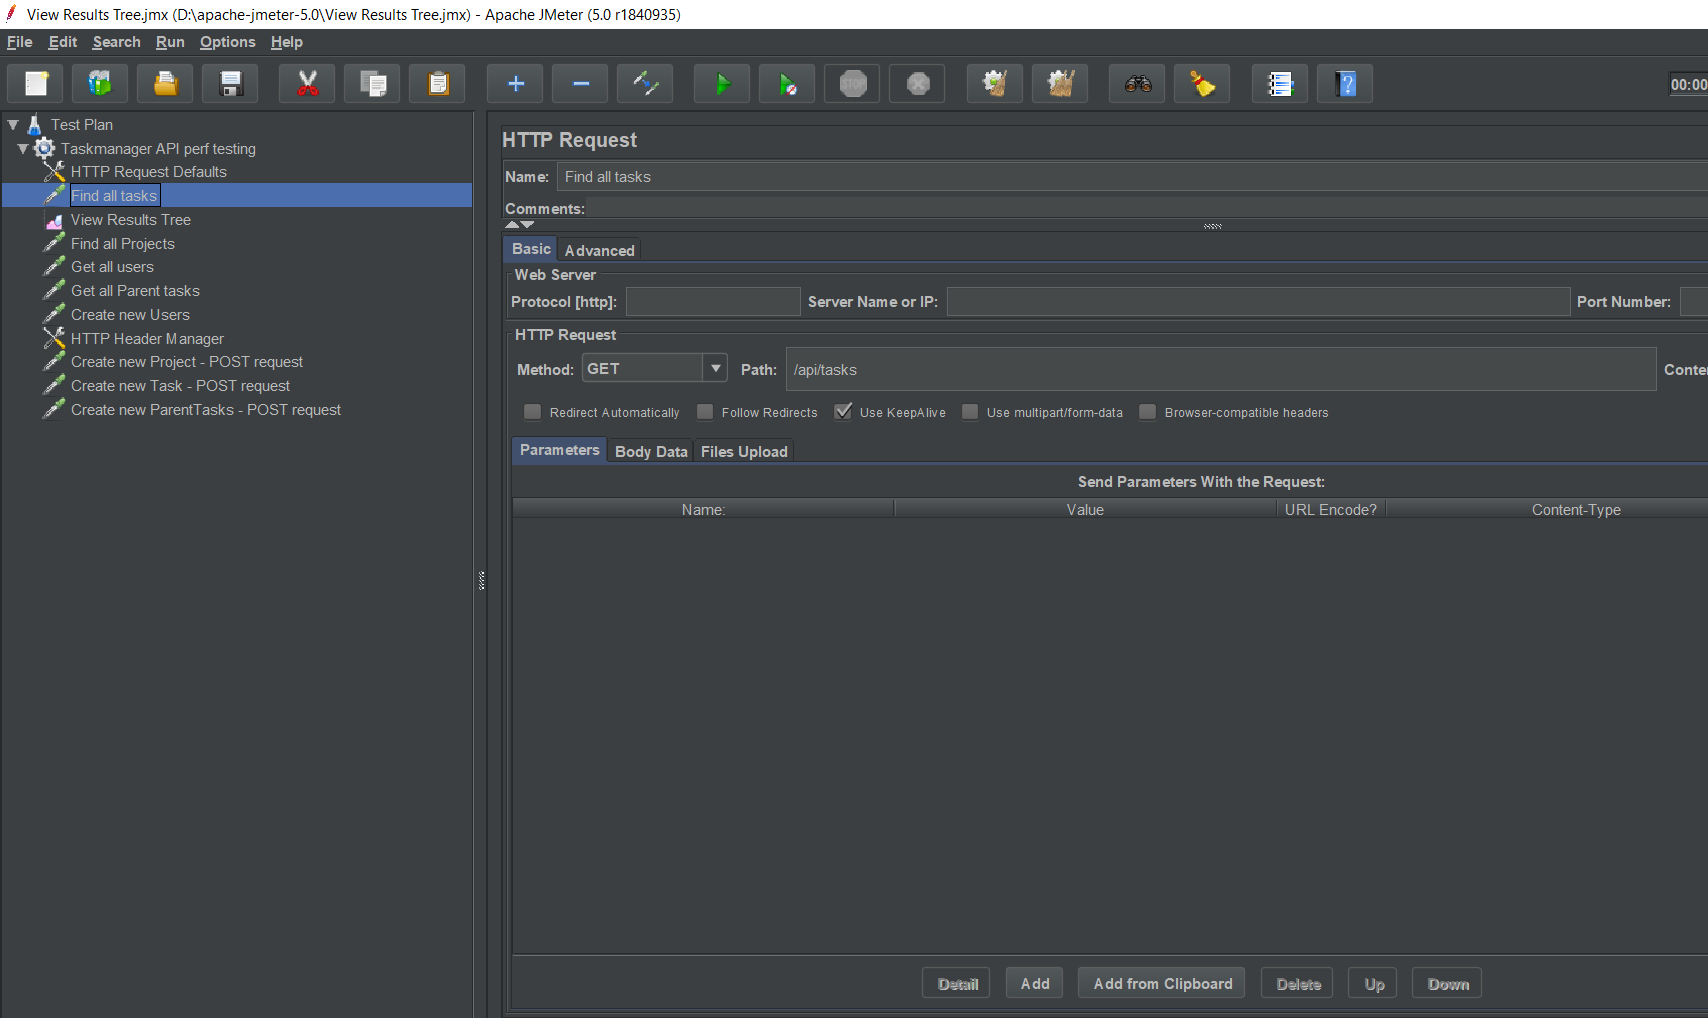 View Results Tree.jmx (D:\apache-jmeter-5.0\View Results Tree.jmx) - Apache JMeter (5.0 r1840935)
File Edit Search Run Options Help
STOP
?
00:00
Test Plan
Taskmanager API perf testing
HTTP Request Defaults
Find all tasks
View Results Tree
Find all Projects
Get all users
Get all Parent tasks
Create new Users
HTTP Header Manager
Create new Project - POST request
Create new Task - POST request
Create new ParentTasks - POST request
HTTP Request
Name: Find all tasks
Comments:
Basic Advanced
Web Server
Protocol [http]: Server Name or IP: Port Number:
HTTP Request
Method: GET Path: /api/tasks Conte
Redirect Automatically Follow Redirects Use KeepAlive Use multipart/form-data Browser-compatible headers
Parameters Body Data Files Upload
Send Parameters With the Request:
Name: Value URL Encode? Content-Type
Detail Add Add from Clipboard Delete Up Down